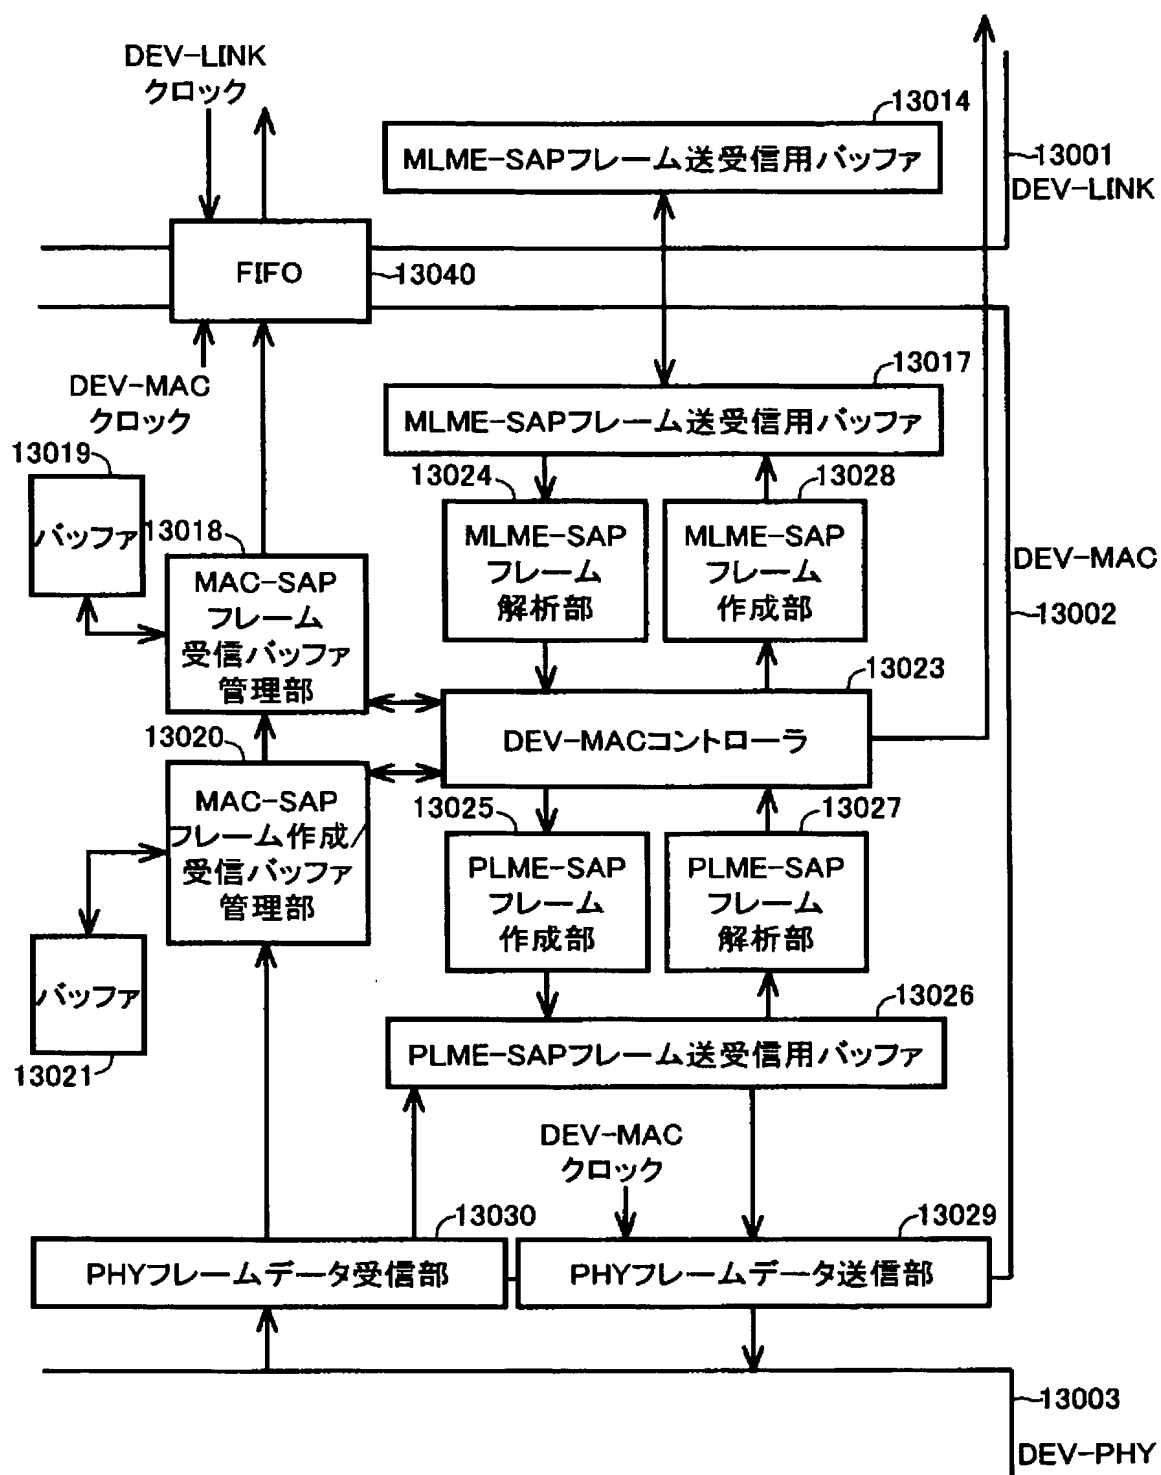 DEV-LINK
クロック
13014
MLME-SAPフレーム送受信用バッファ
13001
DEV-LINK
FIFO
13040
DEV-MAC
クロック
13017
MLME-SAPフレーム送受信用バッファ
13019
バッファ
13018
MAC-SAP
フレーム
受信バッファ
管理部
13024
MLME-SAP
フレーム
解析部
13028
MLME-SAP
フレーム
作成部
DEV-MAC
13002
13023
DEV-MACコントローラ
13020
MAC-SAP
フレーム作成/
受信バッファ
管理部
13025
PLME-SAP
フレーム
作成部
13027
PLME-SAP
フレーム
解析部
バッファ
13021
13026
PLME-SAPフレーム送受信用バッファ
DEV-MAC
クロック
13030
PHYフレームデータ受信部
13029
PHYフレームデータ送信部
13003
DEV-PHY